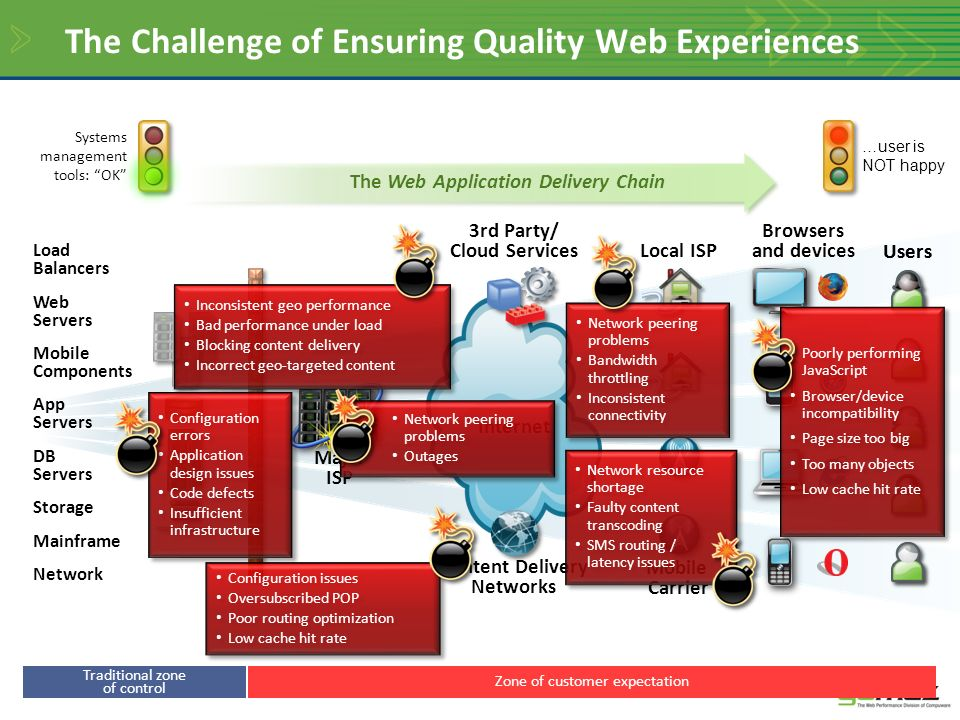 The Challenge of Ensuring Quality Web Experiences
Systems
management
tools: “OK”
The Web Application Delivery Chain
…user is
NOT happy
Load
Balancers
Web
Servers
Mobile
Components
App
Servers
DB
Servers
Storage
Mainframe
Network
3rd Party/
Cloud Services
Local ISP
Browsers
and devices
Users
• Inconsistent geo performance
• Bad performance under load
• Blocking content delivery
• Incorrect geo-targeted content
• Configuration
errors
• Application
design issues
• Code defects
• Insufficient
infrastructure
ISP
• Network peering
problems
• Outages
Internet
• Network peering
problems
• Bandwidth
throttling
• Inconsistent
connectivity
• Network resource
shortage
• Faulty content
transcoding
• SMS routing /
latency issues
Poorly performing
JavaScript
• Browser/device
incompatibility
• Page size too big
• Too many objects
• Low cache hit rate
Delivery
Networks
Mobile
Carrier
• Configuration issues
• Oversubscribed POP
• Poor routing optimization
• Low cache hit rate
Traditional zone
of control
Zone of customer expectation
The Web Performance Division of Compuware